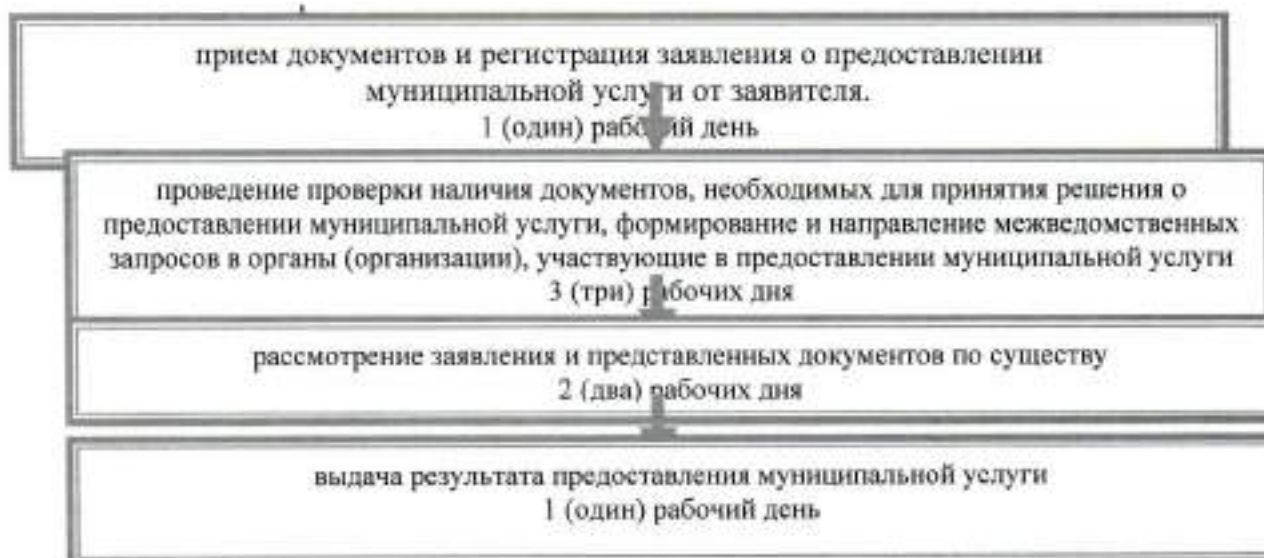 прием документов и регистрация заявления о предоставлении
муниципальной услуги от заявителя.
1 (один) рабочий день
проведение проверки наличия документов, необходимых для принятия решения о
предоставлении муниципальной услуги, формирование и направление межведомственных
запросов в органы (организации), участвующие в предоставлении муниципальной услуги
3 (три) рабочих дня
рассмотрение заявления и представленных документов по существу
2 (два) рабочих дня
выдача результата предоставления муниципальной услуги
1 (один) рабочий день